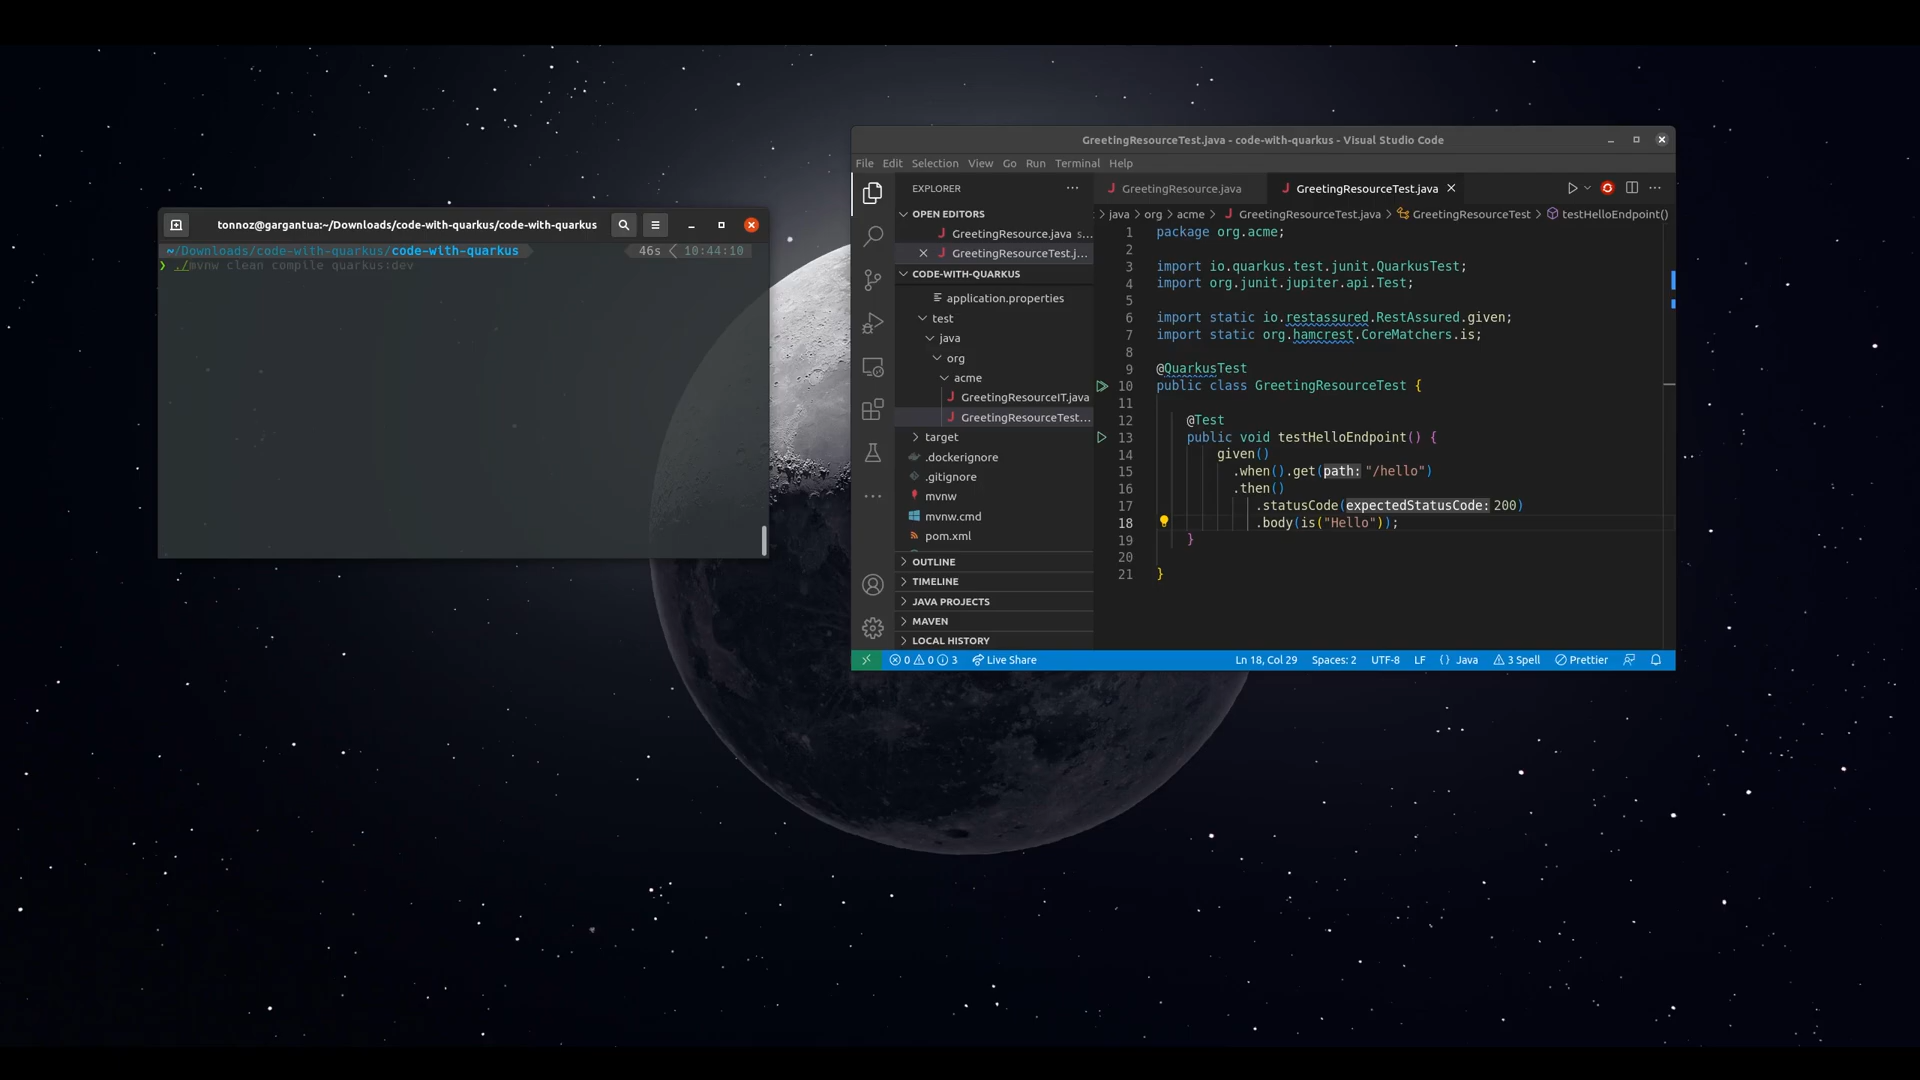 tonnoz@gargantua:~/Downloads/code-with-quarkus/code-with-quarkus
~/Downloads/code-with-quarkus/code-with-quarkus
46s
10:44:10
❯ ./mvnw clean compile quarkus:dev
GreetingResourceTest.java - code-with-quarkus - Visual Studio Code
File Edit Selection View Go Run Terminal Help
EXPLORER
OPEN EDITORS
GreetingResource.java s...
GreetingResourceTest.j...
CODE-WITH-QUARKUS
application.properties
test
java
org
acme
GreetingResourceIT.java
GreetingResourceTest...
target
.dockerignore
.gitignore
mvnw
mvnw.cmd
pom.xml
OUTLINE
TIMELINE
JAVA PROJECTS
MAVEN
LOCAL HISTORY
GreetingResource.java
GreetingResourceTest.java
java > org > acme > GreetingResourceTest.java > GreetingResourceTest > testHelloEndpoint()
1 package org.acme;
2
3 import io.quarkus.test.junit.QuarkusTest;
4 import org.junit.jupiter.api.Test;
5
6 import static io.restassured.RestAssured.given;
7 import static org.hamcrest.CoreMatchers.is;
8
9 @QuarkusTest
10 public class GreetingResourceTest {
11
12 @Test
13 public void testHelloEndpoint() {
14 given()
15 .when().get(path: "/hello")
16 .then()
17 .statusCode(expectedStatusCode: 200)
18 .body(is("Hello"));
19 }
20
21 }
0 0 3 Live Share
Ln 18, Col 29 Spaces: 2 UTF-8 LF {} Java 3 Spell Prettier